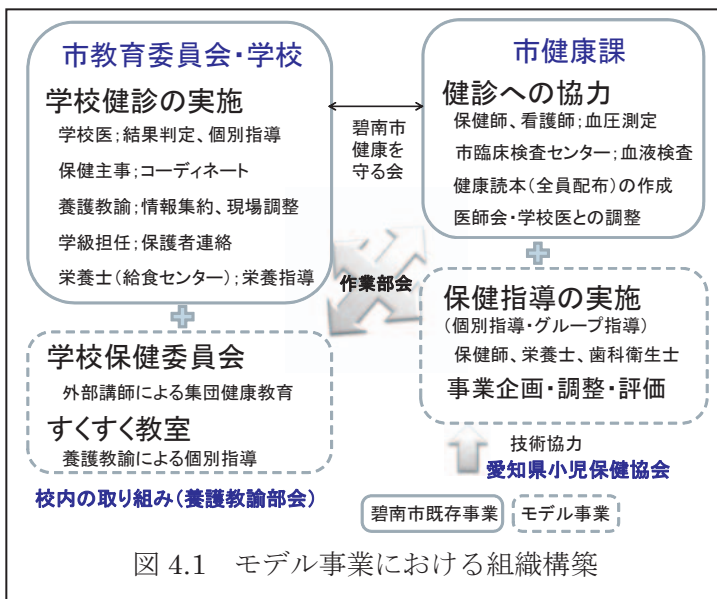 市教育委員会・学校
学校健診の実施
学校医;結果判定、個別指導
保健主事;コーディネート
養護教諭;情報集約、現場調整
学級担任;保護者連絡
栄養士(給食センター);栄養指導
学校保健委員会
外部講師による集団健康教育
すくすく教室
養護教諭による個別指導
校内の取り組み(養護教諭部会)
碧南市
健康を
守る会
作業部会
市健康課
健診への協力
保健師、看護師;血圧測定
市臨床検査センター;血液検査
健康読本(全員配布)の作成
医師会・学校医との調整
保健指導の実施
(個別指導・グループ指導)
保健師、栄養士、歯科衛生士
事業企画・調整・評価
技術協力
愛知県小児保健協会
碧南市既存事業
モデル事業
図 4.1 モデル事業における組織構築